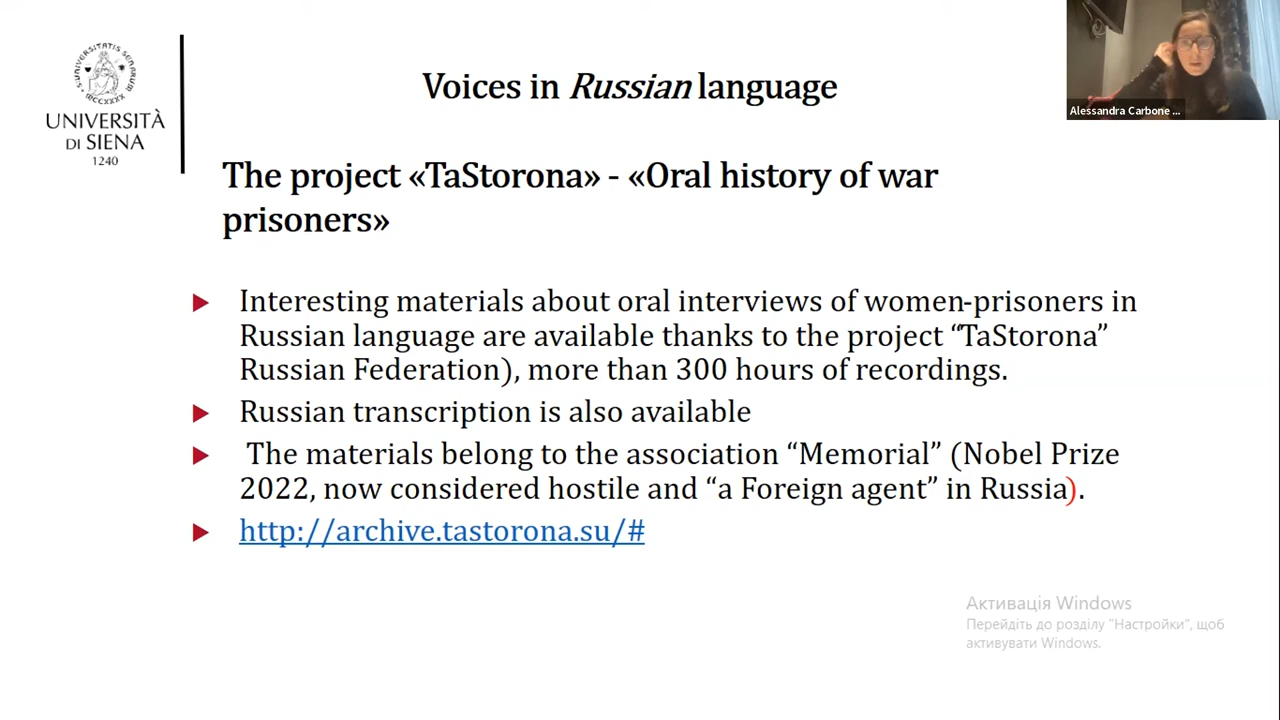 Voices in Russian language
UNIVERSITÀ
DI SIENA
1240
The project «TaStorona» - «Oral history of war
prisoners»
Interesting materials about oral interviews of women-prisoners in
Russian language are available thanks to the project “TaStorona”
Russian Federation), more than 300 hours of recordings.
Russian transcription is also available
The materials belong to the association “Memorial” (Nobel Prize
2022, now considered hostile and “a Foreign agent” in Russia).
http://archive.tastorona.su/#
Alessandra Carbone ...
Активація Windows
Перейдіть до розділу "Настройки", щоб
активувати Windows.